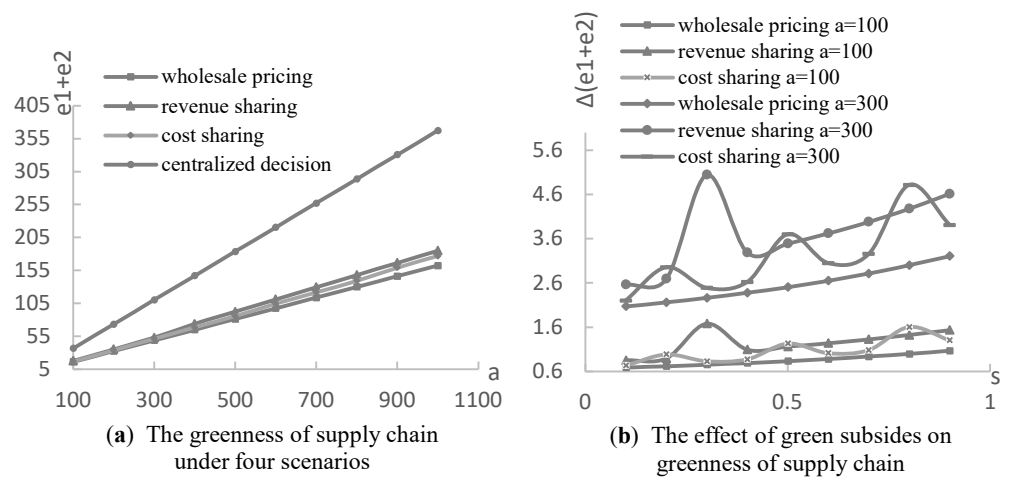 e1+e2
wholesale pricing
revenue sharing
cost sharing
centralized decision
405
355
305
255
205
155
105
55
5
100
300
500
700
900
1100
a
(a) The greenness of supply chain
under four scenarios
Δ(e1+e2)
wholesale pricing a=100
revenue sharing a=100
cost sharing a=100
wholesale pricing a=300
revenue sharing a=300
cost sharing a=300
5.6
4.6
3.6
2.6
1.6
0.6
0
0.5
1
s
(b) The effect of green subsides on
greenness of supply chain